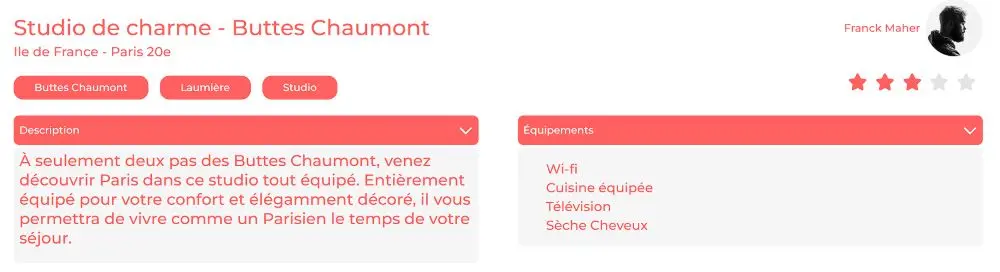 Studio de charme - Buttes Chaumont
Ile de France - Paris 20e
Franck Maher
Buttes Chaumont
Laumière
Studio
Description
À seulement deux pas des Buttes Chaumont, venez
découvrir Paris dans ce studio tout équipé. Entièrement
équipé pour votre confort et élégamment décoré, il vous
permettra de vivre comme un Parisien le temps de votre
séjour.
Équipements
Wi-fi
Cuisine équipée
Télévision
Sèche Cheveux